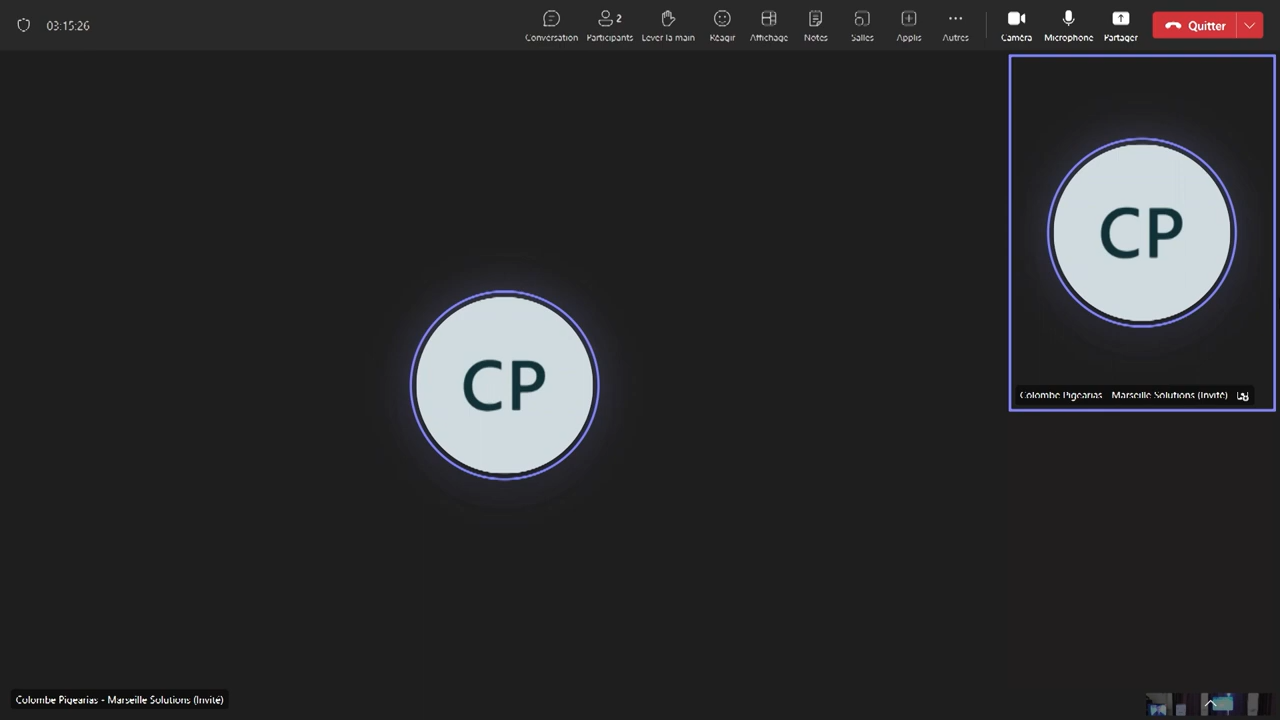 03:15:26
2
Conversation Participants Lever la main Réagir Affichage Notes Salles Applis Autres Caméra Microphone Partager Quitter
CP
Colombe Pigearias - Marseille Solutions (Invité)
CP
Colombe Pigearias - Marseille Solutions (Invité)